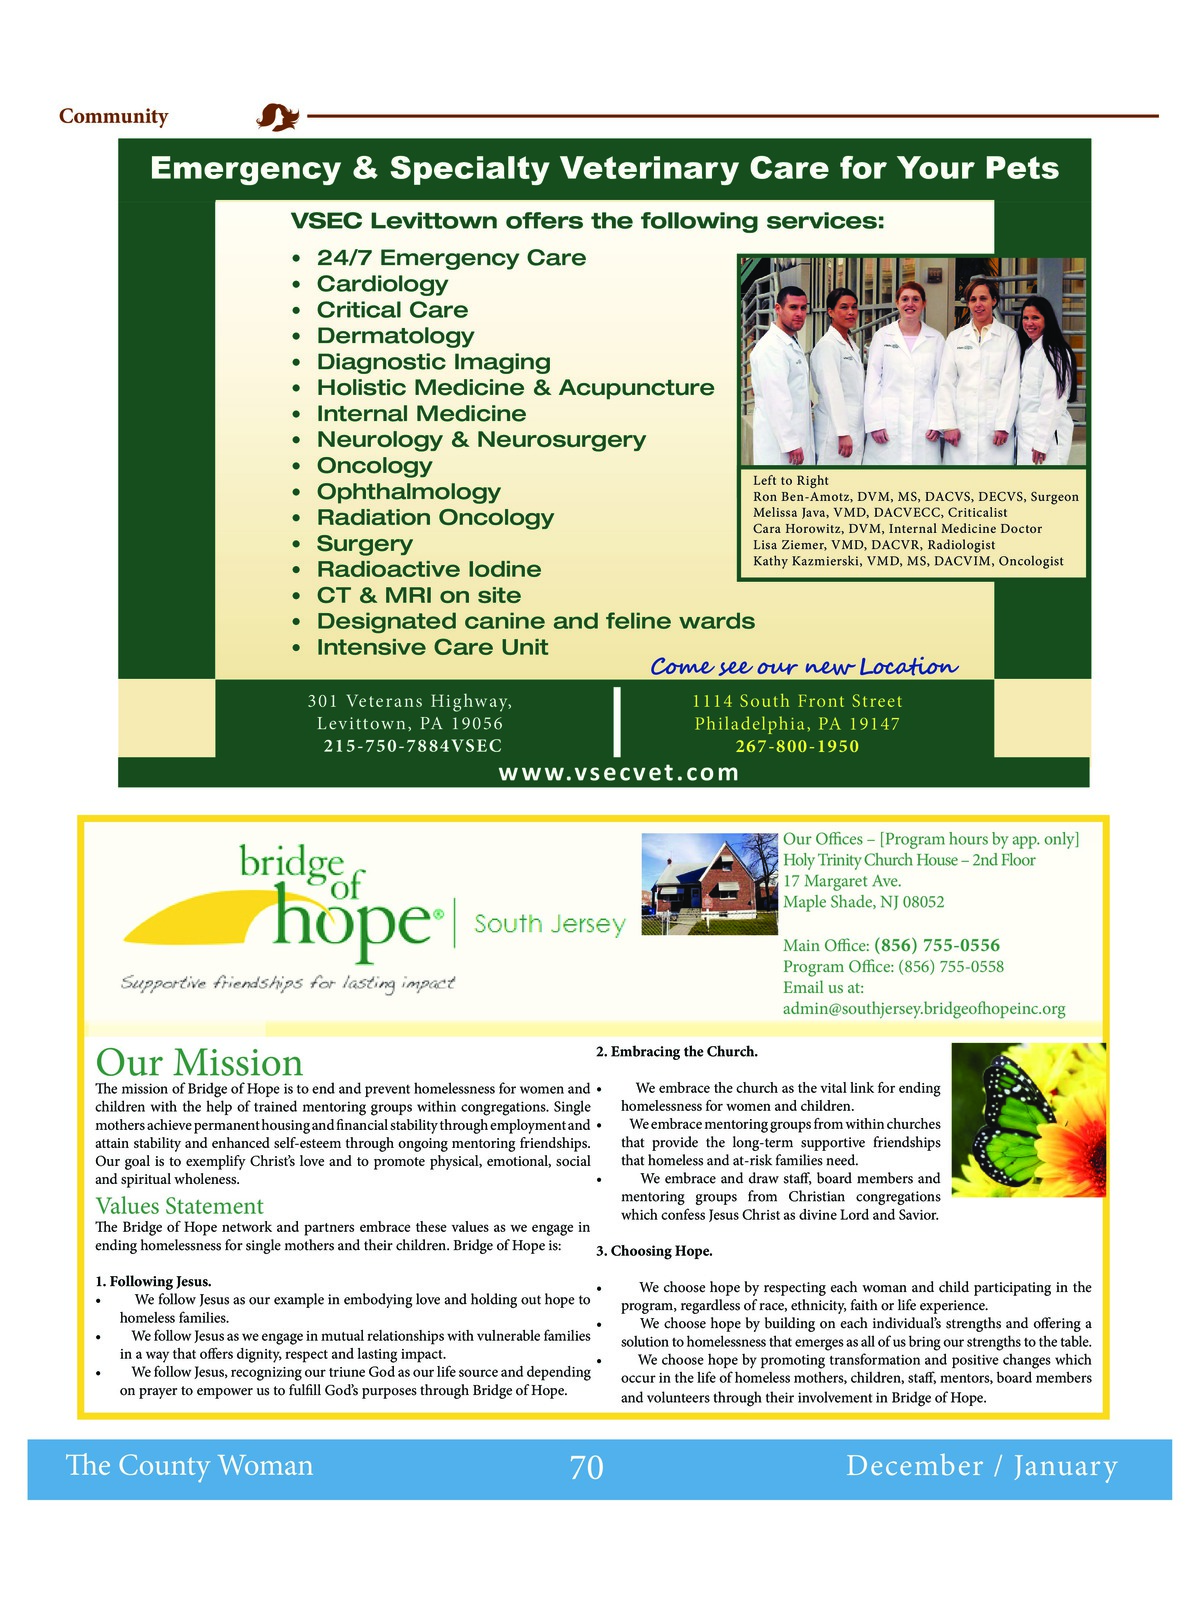 Community
Emergency & Specialty Veterinary Care for Your Pets
VSEC Levittown offers the following services:
• 24/7 Emergency Care
• Cardiology
• Critical Care
• Dermatology
• Diagnostic Imaging
• Holistic Medicine & Acupuncture
• Internal Medicine
• Neurology & Neurosurgery
• Oncology
• Ophthalmology
• Radiation Oncology
• Surgery
• Radioactive Iodine
• CT & MRI on site
• Designated canine and feline wards
• Intensive Care Unit
Left to Right
Ron Ben-Amotz, DVM, MS, DACVS, DECVS, Surgeon
Melissa Java, VMD, DACVECC, Criticalist
Cara Horowitz, DVM, Internal Medicine Doctor
Lisa Ziemer, VMD, DACVR, Radiologist
Kathy Kazmierski, VMD, MS, DACVIM, Oncologist
Come see our new Location
301 Veterans Highway,
Levittown, PA 19056
215-750-7884VSEC
1114 South Front Street
Philadelphia, PA 19147
267-800-1950
www.vsecvet.com
bridge
of
hope® | South Jersey
Supportive friendships for lasting impact
Our Offices – [Program hours by app. only]
Holy Trinity Church House – 2nd Floor
17 Margaret Ave.
Maple Shade, NJ 08052
Main Office: (856) 755-0556
Program Office: (856) 755-0558
Email us at:
admin@southjersey.bridgeofhopeinc.org
Our Mission
The mission of Bridge of Hope is to end and prevent homelessness for women and
children with the help of trained mentoring groups within congregations. Single
mothers achieve permanent housing and financial stability through employment and
attain stability and enhanced self-esteem through ongoing mentoring friendships.
Our goal is to exemplify Christ's love and to promote physical, emotional, social
and spiritual wholeness.
Values Statement
The Bridge of Hope network and partners embrace these values as we engage in
ending homelessness for single mothers and their children. Bridge of Hope is:
1. Following Jesus.
• We follow Jesus as our example in embodying love and holding out hope to
homeless families.
• We follow Jesus as we engage in mutual relationships with vulnerable families
in a way that offers dignity, respect and lasting impact.
• We follow Jesus, recognizing our triune God as our life source and depending
on prayer to empower us to fulfill God's purposes through Bridge of Hope.
2. Embracing the Church.
• We embrace the church as the vital link for ending
homelessness for women and children.
• We embrace mentoring groups from within churches
that provide the long-term supportive friendships
that homeless and at-risk families need.
• We embrace and draw staff, board members and
mentoring groups from Christian congregations
which confess Jesus Christ as divine Lord and Savior.
3. Choosing Hope.
• We choose hope by respecting each woman and child participating in the
program, regardless of race, ethnicity, faith or life experience.
• We choose hope by building on each individual's strengths and offering a
solution to homelessness that emerges as all of us bring our strengths to the table.
• We choose hope by promoting transformation and positive changes which
occur in the life of homeless mothers, children, staff, mentors, board members
and volunteers through their involvement in Bridge of Hope.
The County Woman
70
December / January